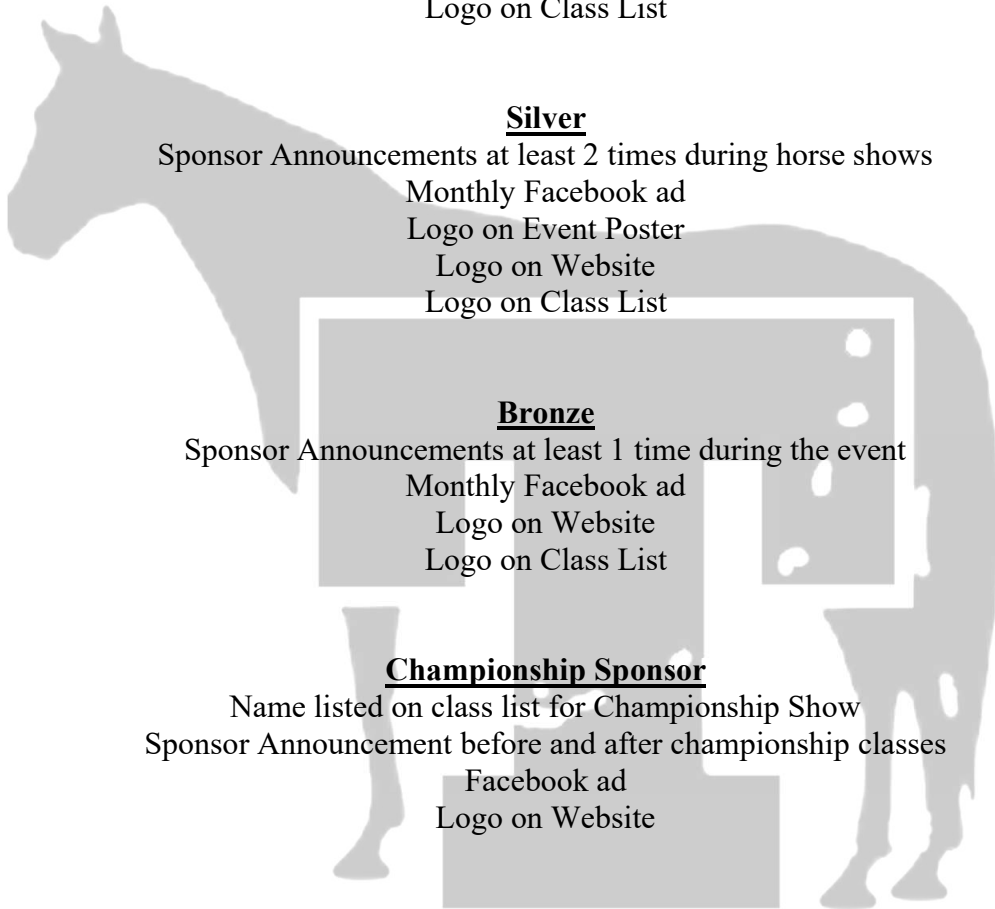 Logo on Class List
Silver
Sponsor Announcements at least 2 times during horse shows
Monthly Facebook ad
Logo on Event Poster
Logo on Website
Logo on Class List
Bronze
Sponsor Announcements at least 1 time during the event
Monthly Facebook ad
Logo on Website
Logo on Class List
Championship Sponsor
Name listed on class list for Championship Show
Sponsor Announcement before and after championship classes
Facebook ad
Logo on Website